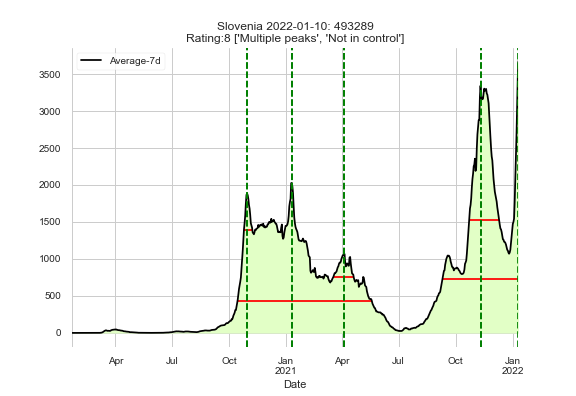 Slovenia 2022-01-10: 493289
Rating:8 ['Multiple peaks', 'Not in control']
Average-7d
3500
3000
2500
2000
1500
1000
500
0
Apr Jul Oct Jan Apr Jul Oct Jan
2021 2022
Date